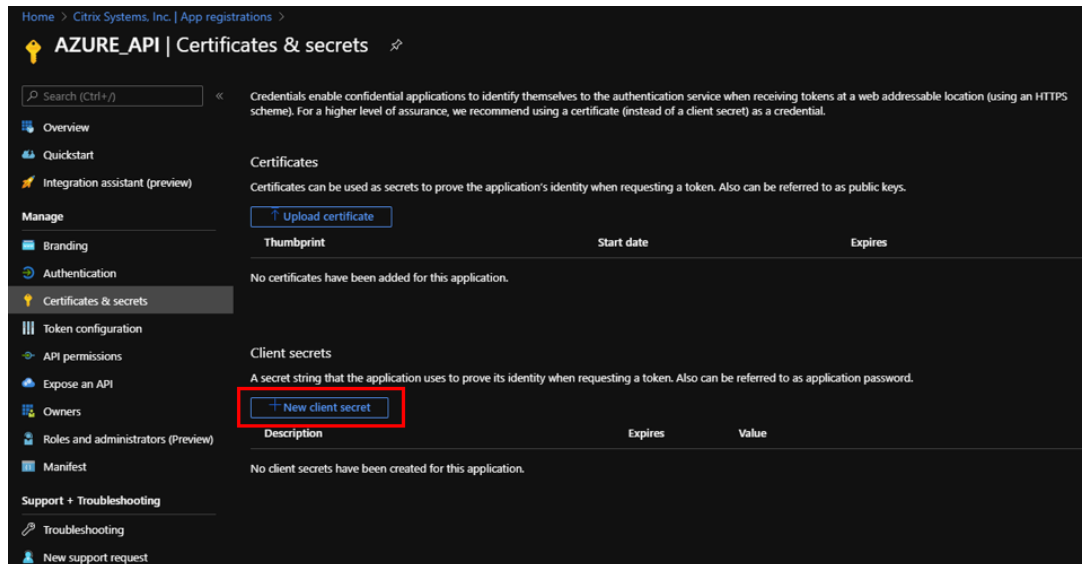 Home > Citrix Systems, Inc. | App registrations >
AZURE_API | Certificates & secrets
Search (Ctrl+/)
«
Overview
Quickstart
Integration assistant (preview)
Manage
Branding
Authentication
Certificates & secrets
Token configuration
API permissions
Expose an API
Owners
Roles and administrators (Preview)
Manifest
Support + Troubleshooting
Troubleshooting
New support request
Credentials enable confidential applications to identify themselves to the authentication service when receiving tokens at a web addressable location (using an HTTPS
scheme). For a higher level of assurance, we recommend using a certificate (instead of a client secret) as a credential.
Certificates
Certificates can be used as secrets to prove the application's identity when requesting a token. Also can be referred to as public keys.
Upload certificate
Thumbprint Start date Expires
No certificates have been added for this application.
Client secrets
A secret string that the application uses to prove its identity when requesting a token. Also can be referred to as application password.
New client secret
Description Expires Value
No client secrets have been created for this application.